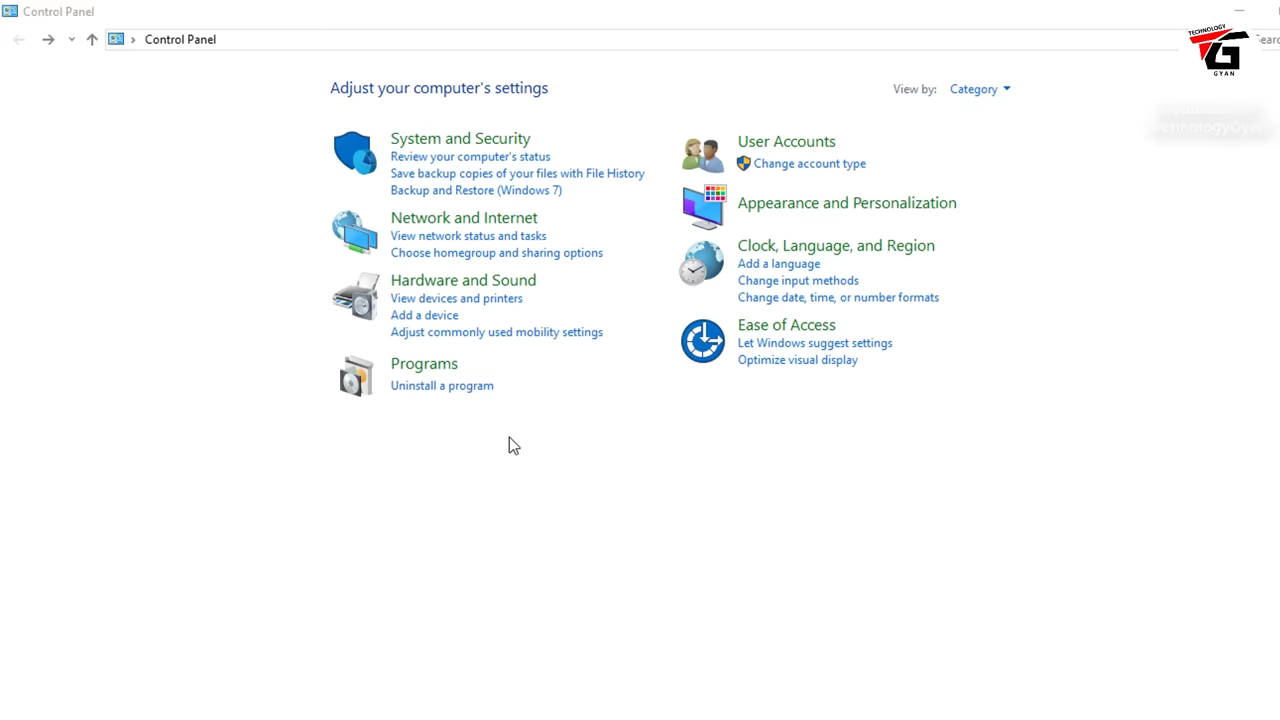 Control Panel
Control Panel
TECHNOLOGY
GYAN
Adjust your computer's settings
View by: Category
System and Security
Review your computer's status
Save backup copies of your files with File History
Backup and Restore (Windows 7)
Network and Internet
View network status and tasks
Choose homegroup and sharing options
Hardware and Sound
View devices and printers
Add a device
Adjust commonly used mobility settings
Programs
Uninstall a program
User Accounts
Change account type
Appearance and Personalization
Clock, Language, and Region
Add a language
Change input methods
Change date, time, or number formats
Ease of Access
Let Windows suggest settings
Optimize visual display